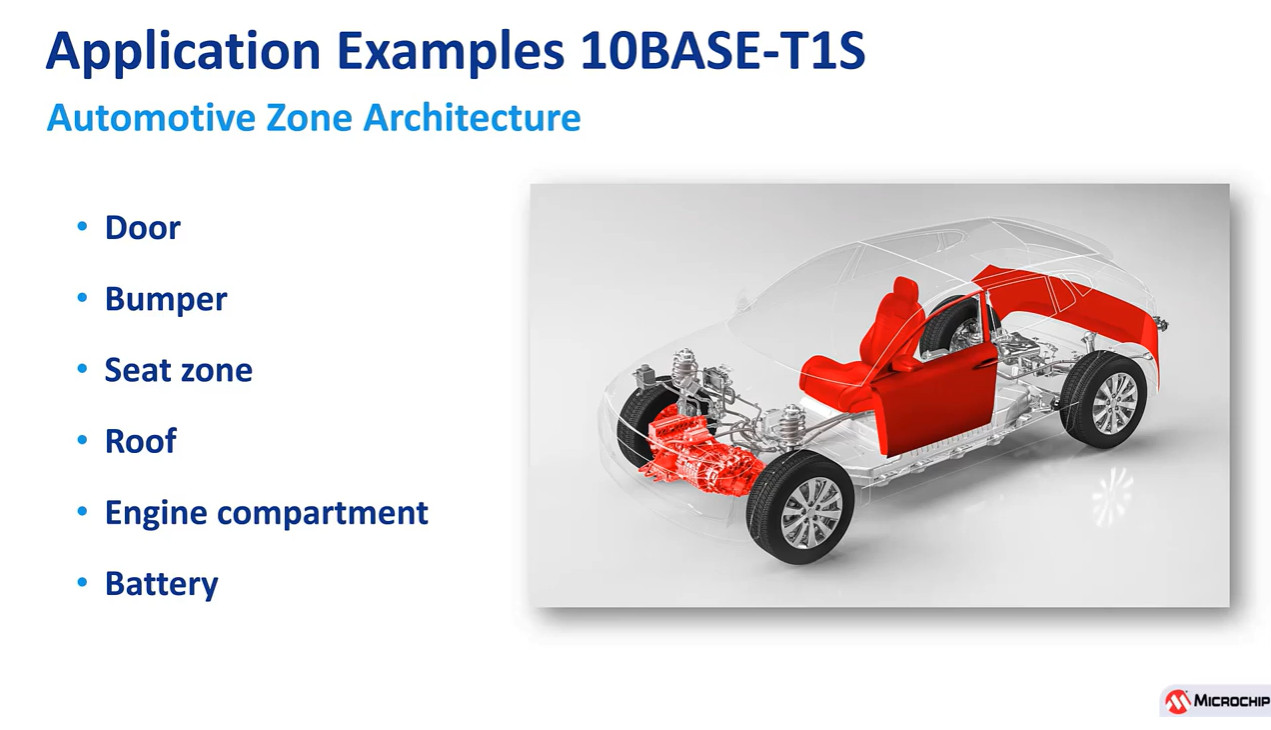 Application Examples 10BASE-T1S
Automotive Zone Architecture
• Door
• Bumper
• Seat zone
• Roof
• Engine compartment
• Battery
MICROCHIP